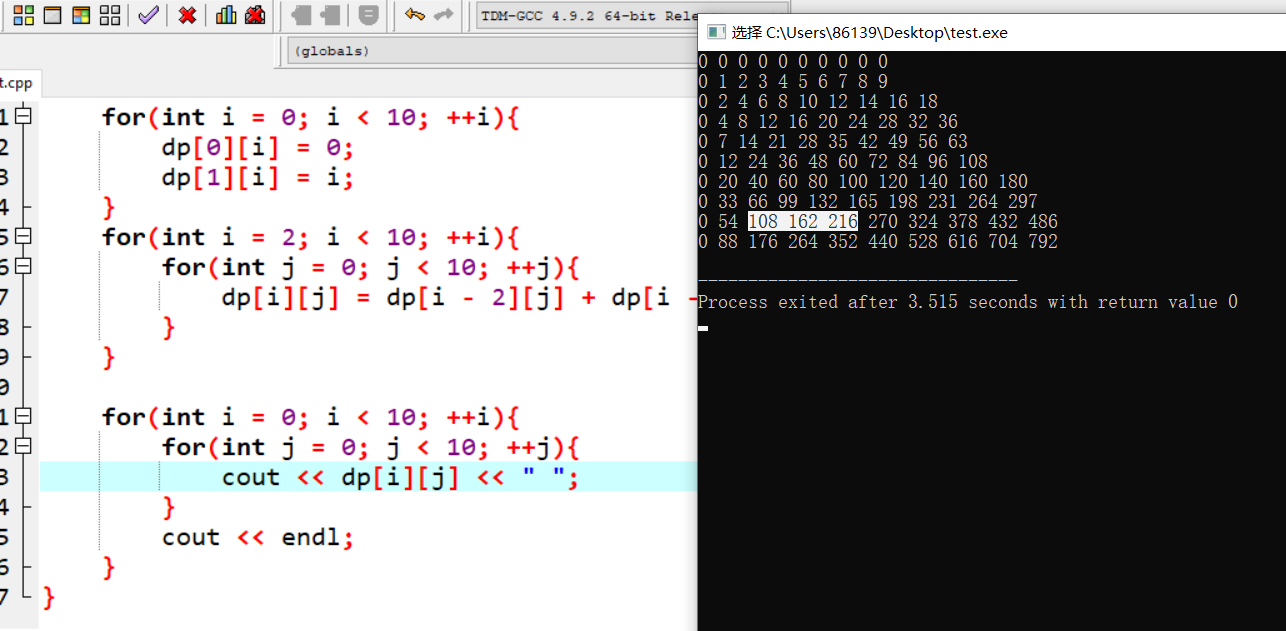 TDM-GCC 4.9.2 64-bit Rele
(globals)
t.cpp
1 for(int i = 0; i < 10; ++i){
2 dp[0][i] = 0;
3 dp[1][i] = i;
4 }
5 for(int i = 2; i < 10; ++i){
6 for(int j = 0; j < 10; ++j){
7 dp[i][j] = dp[i - 2][j] + dp[i -
8 }
9 }
0
1 for(int i = 0; i < 10; ++i){
2 for(int j = 0; j < 10; ++j){
3 cout << dp[i][j] << " ";
4 }
5 cout << endl;
6 }
7 }
选择 C:\Users\86139\Desktop\test.exe
0 0 0 0 0 0 0 0 0 0
0 1 2 3 4 5 6 7 8 9
0 2 4 6 8 10 12 14 16 18
0 4 8 12 16 20 24 28 32 36
0 7 14 21 28 35 42 49 56 63
0 12 24 36 48 60 72 84 96 108
0 20 40 60 80 100 120 140 160 180
0 33 66 99 132 165 198 231 264 297
0 54 108 162 216 270 324 378 432 486
0 88 176 264 352 440 528 616 704 792
--------------------------------
Process exited after 3.515 seconds with return value 0